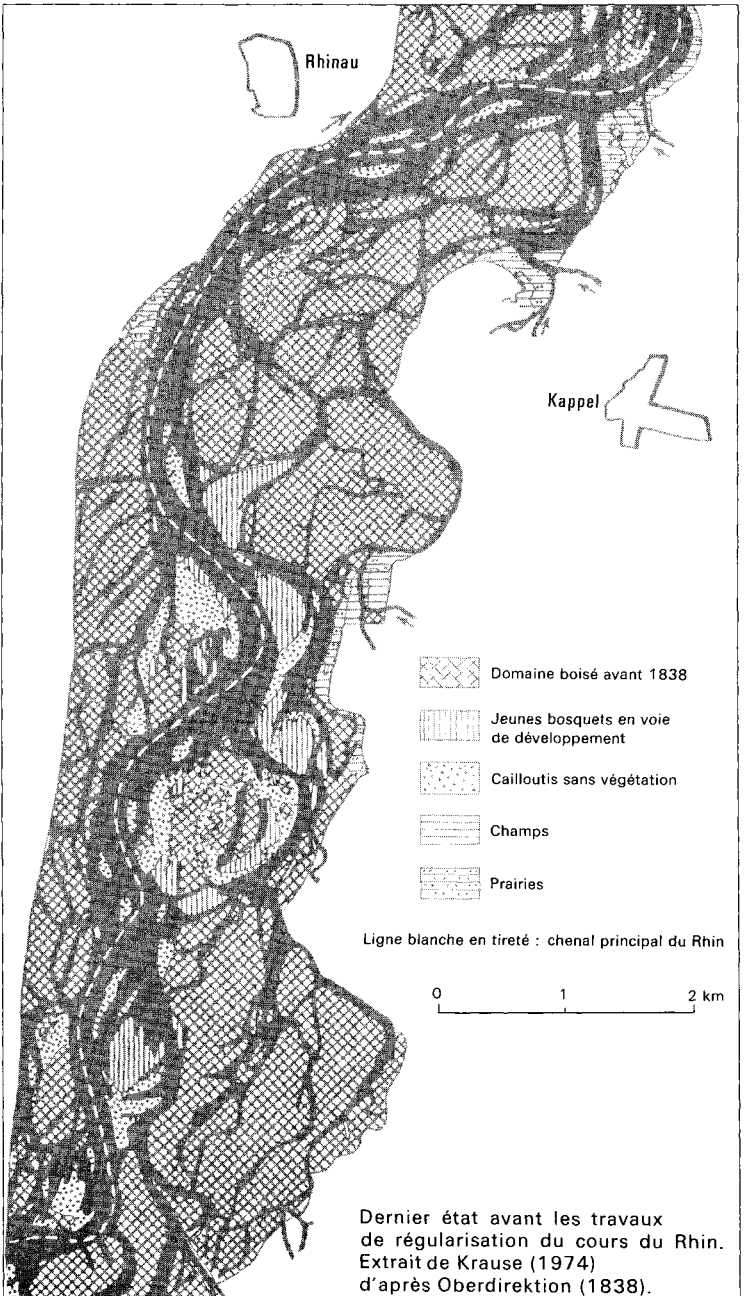 Rhinau
Kappel
Domaine boisé avant 1838
Jeunes bosquets en voie
de développement
Cailloutis sans végétation
Champs
Prairies
Ligne blanche en tireté : chenal principal du Rhin
0 1 2 km
Dernier état avant les travaux
de régularisation du cours du Rhin.
Extrait de Krause (1974)
d'après Oberdirektion (1838).